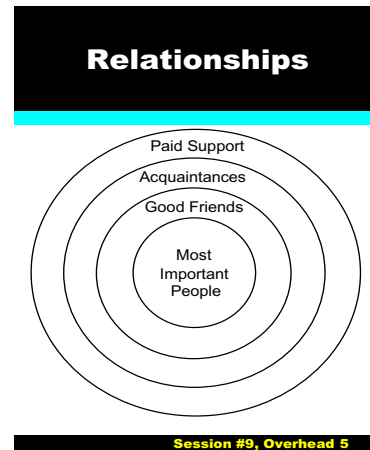 Relationships
Paid Support
Acquaintances
Good Friends
Most
Important
People
Session #9, Overhead 5